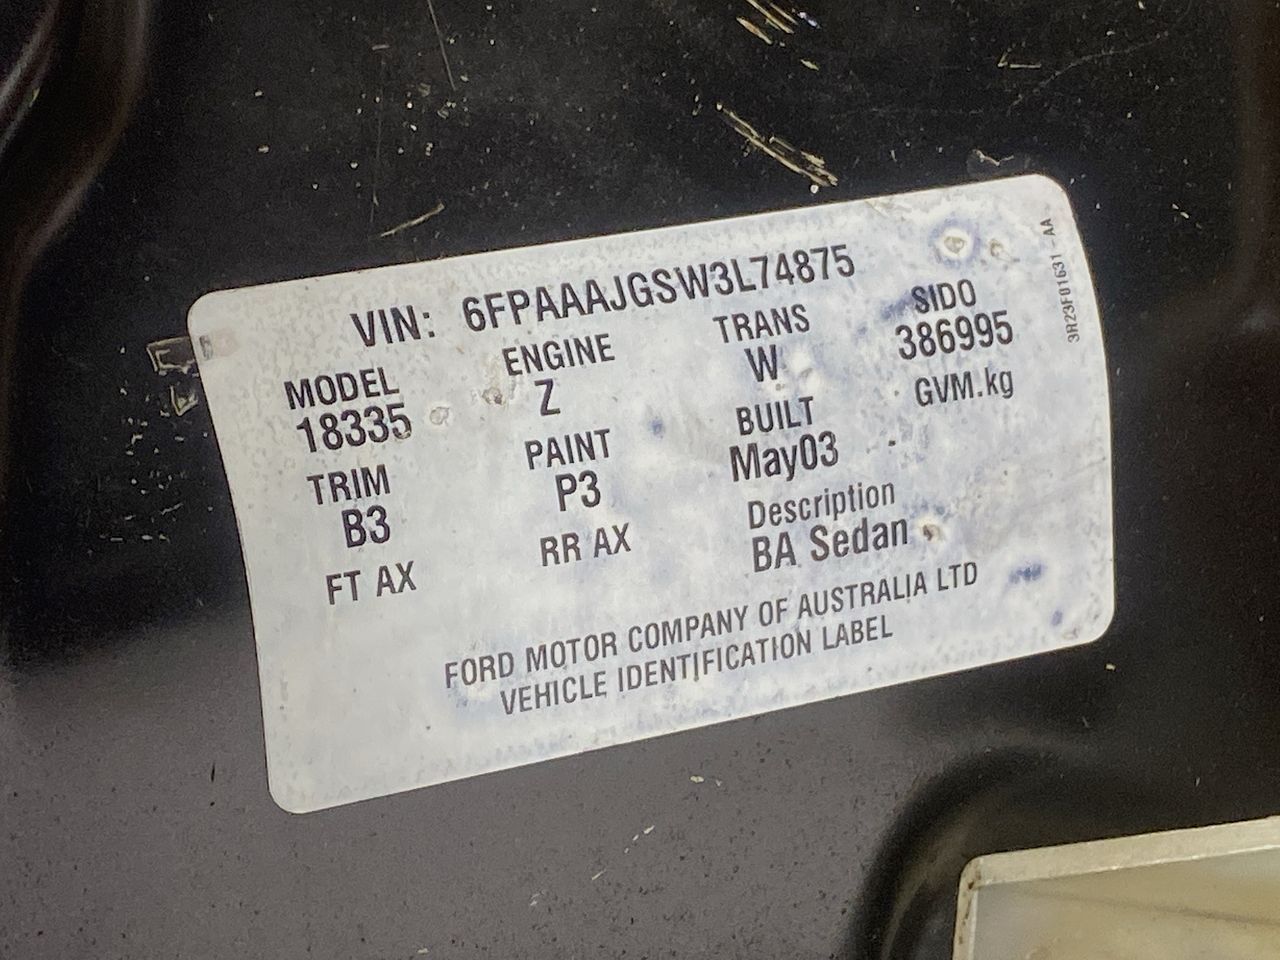 VIN: 6FPAAAJGSW3L74875
MODEL ENGINE TRANS SIDO
18335 Z W 386995
TRIM PAINT BUILT GVM.kg
B3 P3 May03 -
FT AX RR AX Description
BA Sedan
FORD MOTOR COMPANY OF AUSTRALIA LTD
VEHICLE IDENTIFICATION LABEL
3R23F01631 - AA